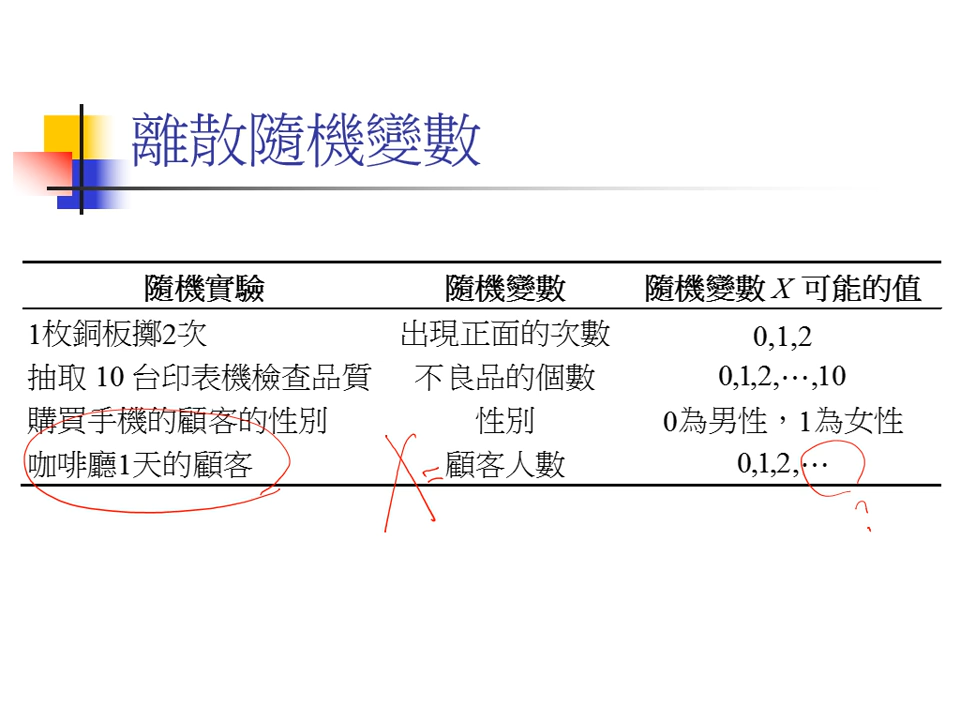 離散隨機變數
隨機實驗 隨機變數 隨機變數 X 可能的值
1枚銅板擲2次 出現正面的次數 0,1,2
抽取 10 台印表機檢查品質 不良品的個數 0,1,2,⋯,10
購買手機的顧客的性別 性別 0為男性，1為女性
咖啡廳1天的顧客 X= 顧客人數 0,1,2,⋯
?